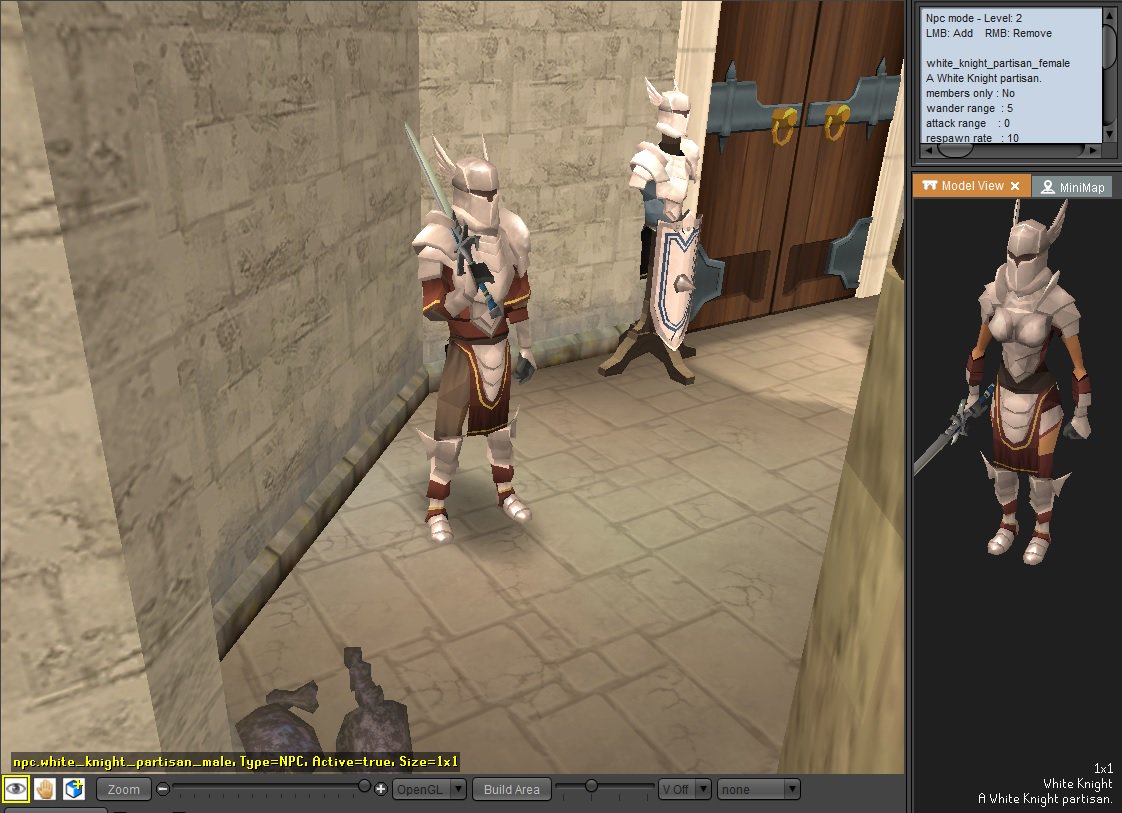 Npc mode - Level: 2
LMB: Add RMB: Remove
white_knight_partisan_female
A White Knight partisan.
members only : No
wander range : 5
attack range : 0
respawn rate : 10
Model View
MiniMap
1x1
White Knight
A White Knight partisan.
npc.white_knight_partisan_male, Type=NPC, Active=true, Size=1x1
Zoom
OpenGL
Build Area
V Off
none